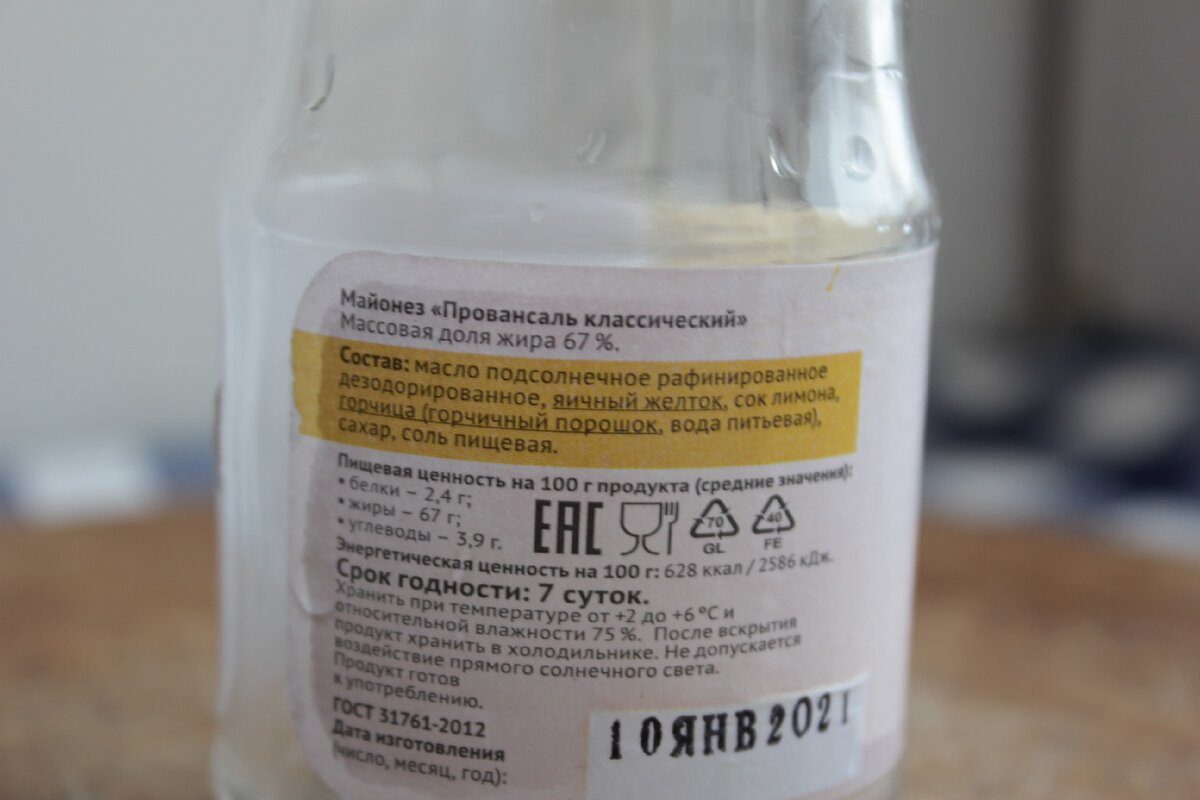 Майонез «Провансаль классический»
Массовая доля жира 67 %.
Состав: масло подсолнечное рафинированное
дезодорированное, яичный желток, сок лимона,
горчица (горчичный порошок, вода питьевая),
сахар, соль пищевая.
Пищевая ценность на 100 г продукта (средние значения):
• белки – 2,4 г;
• жиры – 67 г;
• углеводы – 3,9 г.
EAC
70
GL
40
FE
Энергетическая ценность на 100 г: 628 ккал / 2586 кДж.
Срок годности: 7 суток.
Хранить при температуре от +2 до +6 °С и
относительной влажности 75 %. После вскрытия
продукт хранить в холодильнике. Не допускается
воздействие прямого солнечного света.
Продукт готов
к употреблению.
ГОСТ 31761-2012
Дата изготовления
(число, месяц, год):
10ЯНВ2021